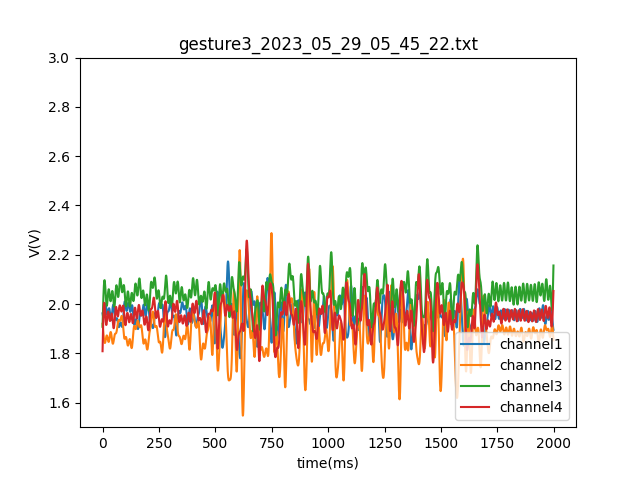 gesture3_2023_05_29_05_45_22.txt
3.0
2.8
2.6
2.4
2.2
2.0
1.8
1.6
V(V)
channel1
channel2
channel3
channel4
0 250 500 750 1000 1250 1500 1750 2000
time(ms)